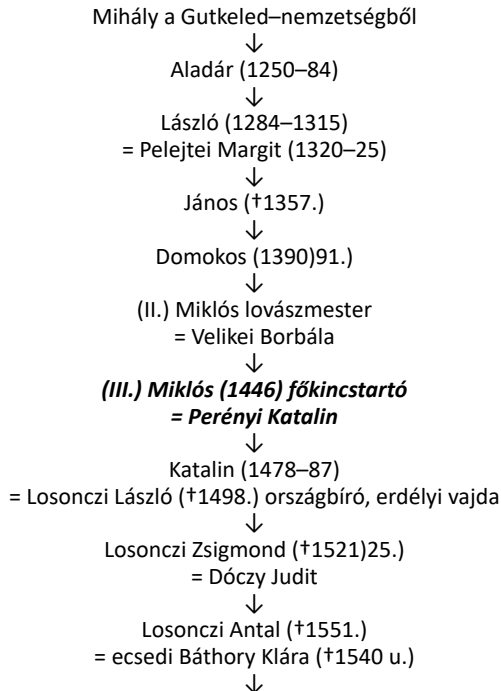 Mihály a Gutkeled–nemzetségből
↓
Aladár (1250–84)
↓
László (1284–1315)
= Pelejtei Margit (1320–25)
↓
János (†1357.)
↓
Domokos (1390)91.)
↓
(II.) Miklós lovászmester
= Velikei Borbála
↓
(III.) Miklós (1446) főkincstartó
= Perényi Katalin
↓
Katalin (1478–87)
= Losonczi László (†1498.) országbíró, erdélyi vajda
↓
Losonczi Zsigmond (†1521)25.)
= Dóczy Judit
↓
Losonczi Antal (†1551.)
= ecsedi Báthory Klára (†1540 u.)
↓